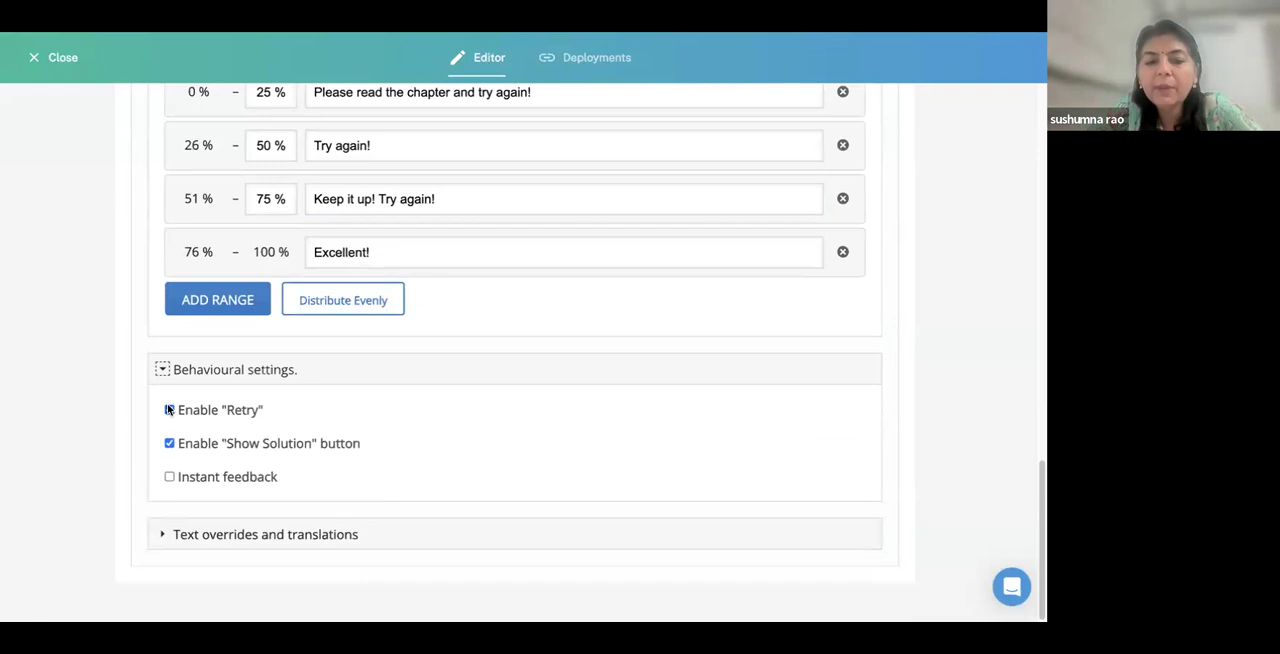 Close
Editor
Deployments
sushumna rao
0 % – 25 % Please read the chapter and try again!
26 % – 50 % Try again!
51 % – 75 % Keep it up! Try again!
76 % – 100 % Excellent!
ADD RANGE Distribute Evenly
Behavioural settings.
Enable "Retry"
Enable "Show Solution" button
Instant feedback
Text overrides and translations